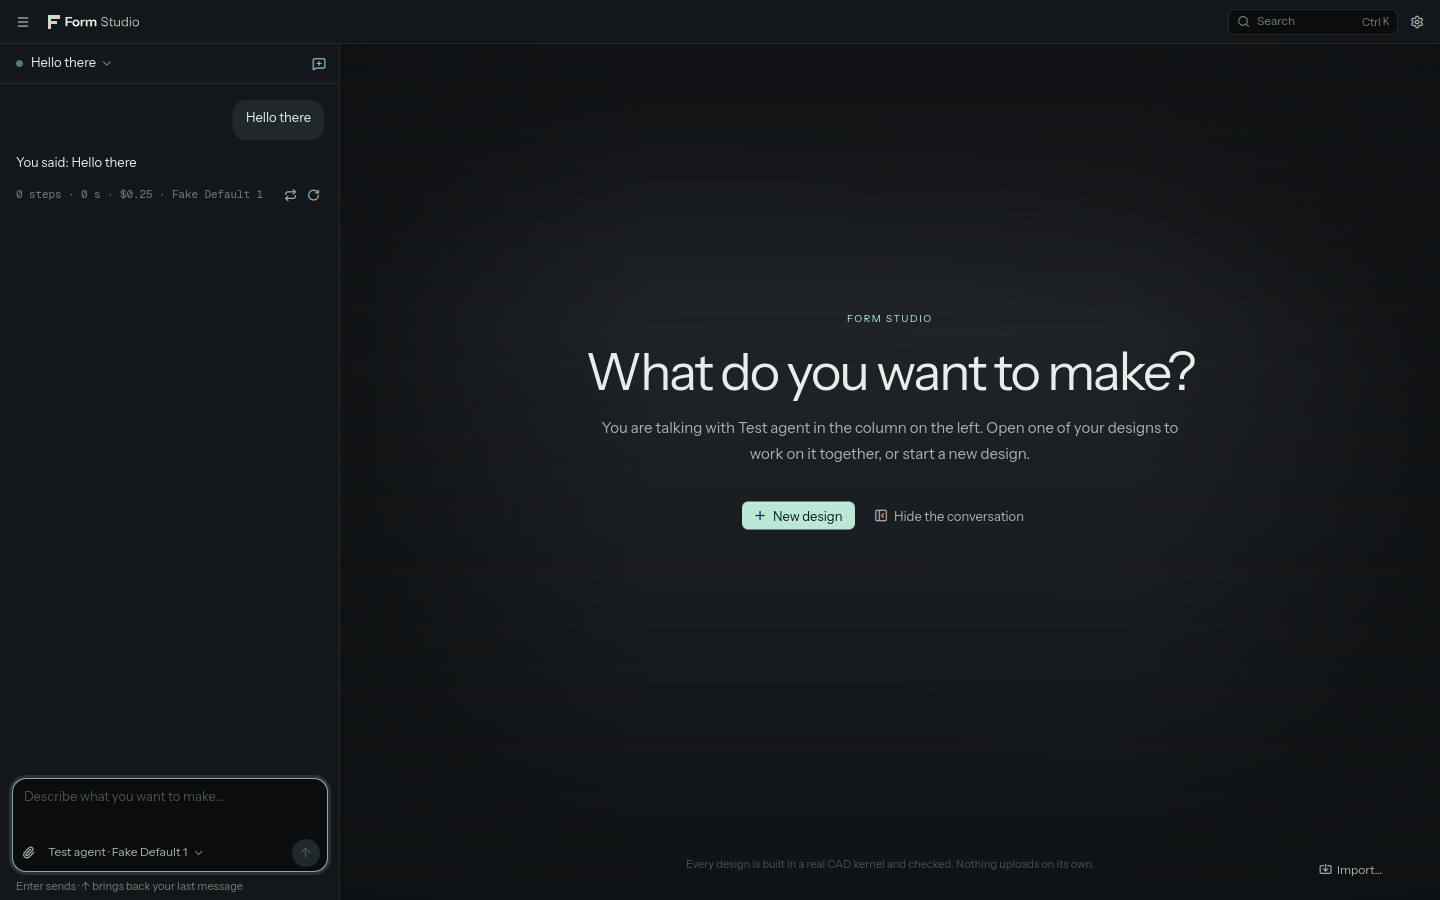 Form Studio
Search
Ctrl K
Hello there
Hello there
You said: Hello there
0 steps · 0 s · $0.25 · Fake Default 1
FORM STUDIO
What do you want to make?
You are talking with Test agent in the column on the left. Open one of your designs to
work on it together, or start a new design.
New design
Hide the conversation
Describe what you want to make...
Test agent · Fake Default 1
Enter sends · ↑ brings back your last message
Every design is built in a real CAD kernel and checked. Nothing uploads on its own.
Import...